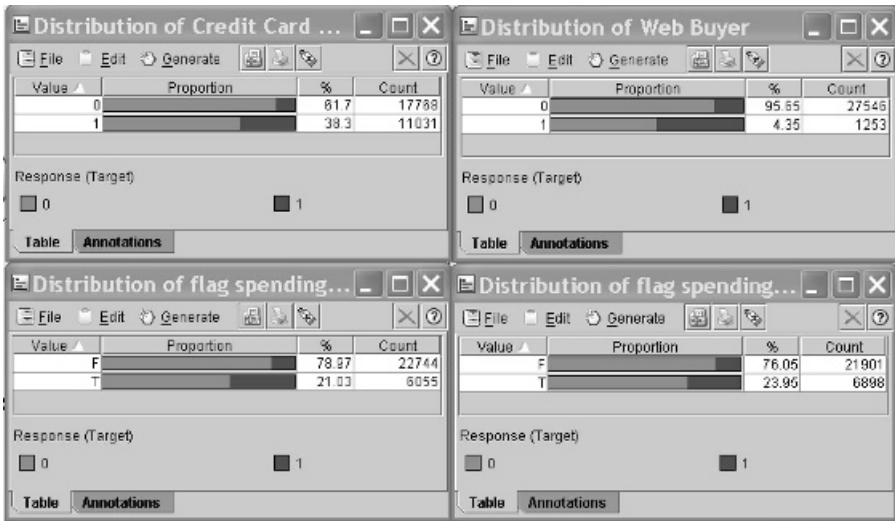 Distribution of Credit Card ...
File Edit Generate
Value Proportion % Count
0 61.7 17768
1 38.3 11031
Response (Target)
0 1
Table Annotations
Distribution of Web Buyer
File Edit Generate
Value Proportion % Count
0 95.65 27546
1 4.35 1253
Response (Target)
0 1
Table Annotations
Distribution of flag spending...
File Edit Generate
Value Proportion % Count
F 78.97 22744
T 21.03 6055
Response (Target)
0 1
Table Annotations
Distribution of flag spending...
File Edit Generate
Value Proportion % Count
F 76.05 21901
T 23.95 6898
Response (Target)
0 1
Table Annotations